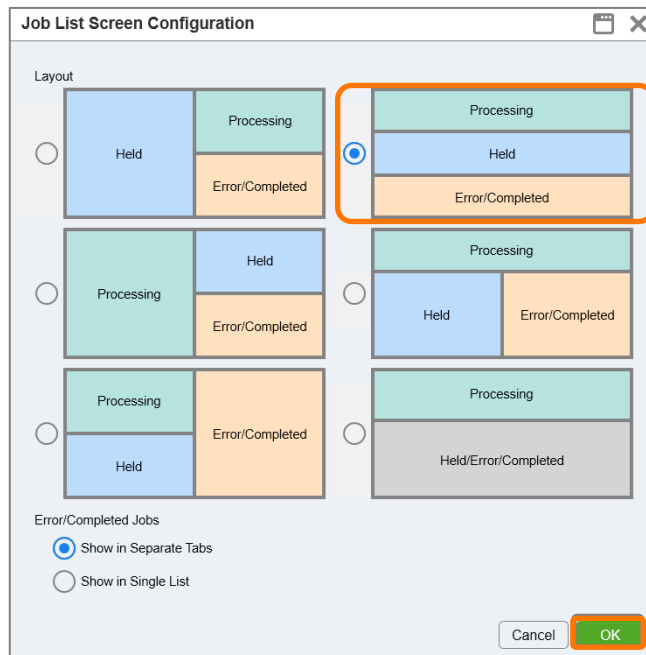 Job List Screen Configuration
Layout
Held
Processing
Error/Completed
Processing
Held
Error/Completed
Processing
Held
Error/Completed
Processing
Held
Error/Completed
Processing
Held
Error/Completed
Processing
Held/Error/Completed
Error/Completed Jobs
Show in Separate Tabs
Show in Single List
Cancel
OK